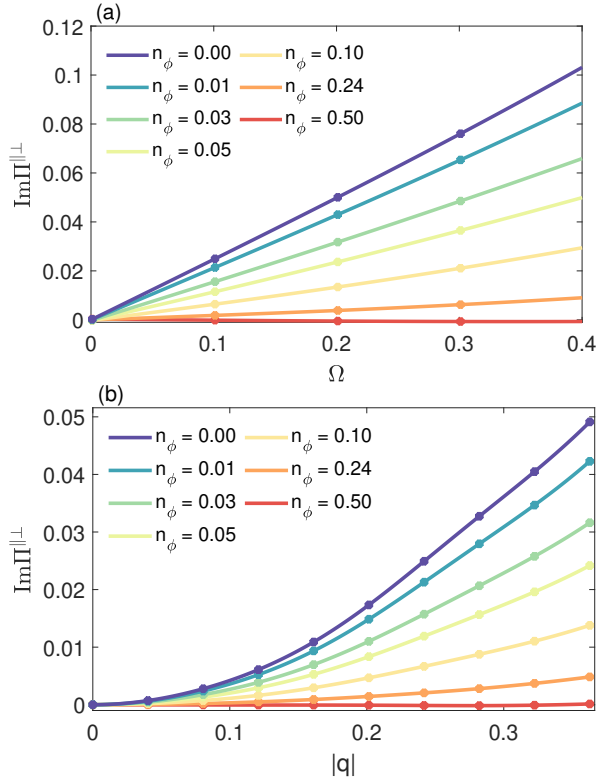 (a)
0.12
0.1
0.08
0.06
0.04
0.02
0
ImΠ^∥⊥
n_ϕ = 0.00
n_ϕ = 0.10
n_ϕ = 0.01
n_ϕ = 0.24
n_ϕ = 0.03
n_ϕ = 0.50
n_ϕ = 0.05
0 0.1 0.2 0.3 0.4
Ω
(b)
0.05
0.04
0.03
0.02
0.01
0
ImΠ^∥⊥
n_ϕ = 0.00
n_ϕ = 0.10
n_ϕ = 0.01
n_ϕ = 0.24
n_ϕ = 0.03
n_ϕ = 0.50
n_ϕ = 0.05
0 0.1 0.2 0.3
|q|